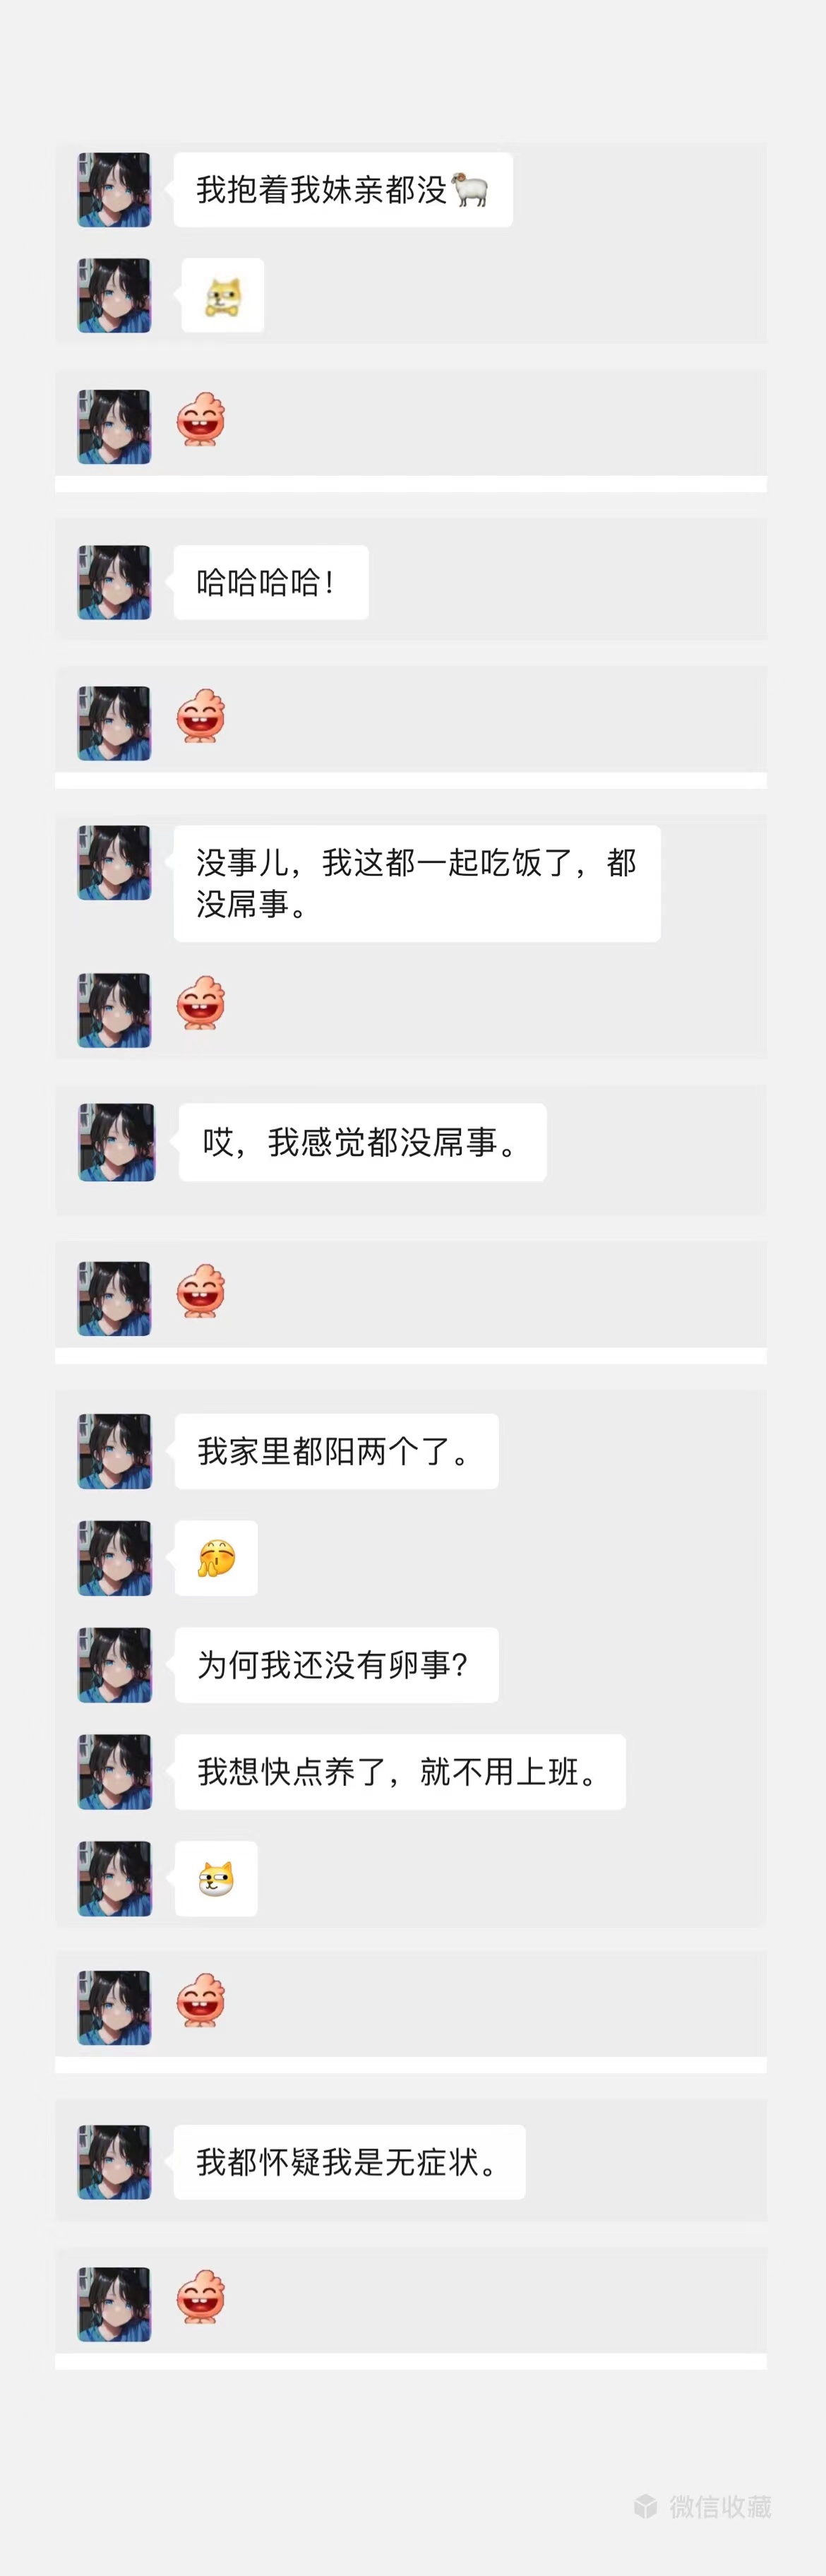 我抱着我妹亲都没🐏
哈哈哈哈！
没事儿，我这都一起吃饭了，都
没屌事。
哎，我感觉都没屌事。
我家里都阳两个了。
为何我还没有卵事？
我想快点养了，就不用上班。
我都怀疑我是无症状。
微信收藏